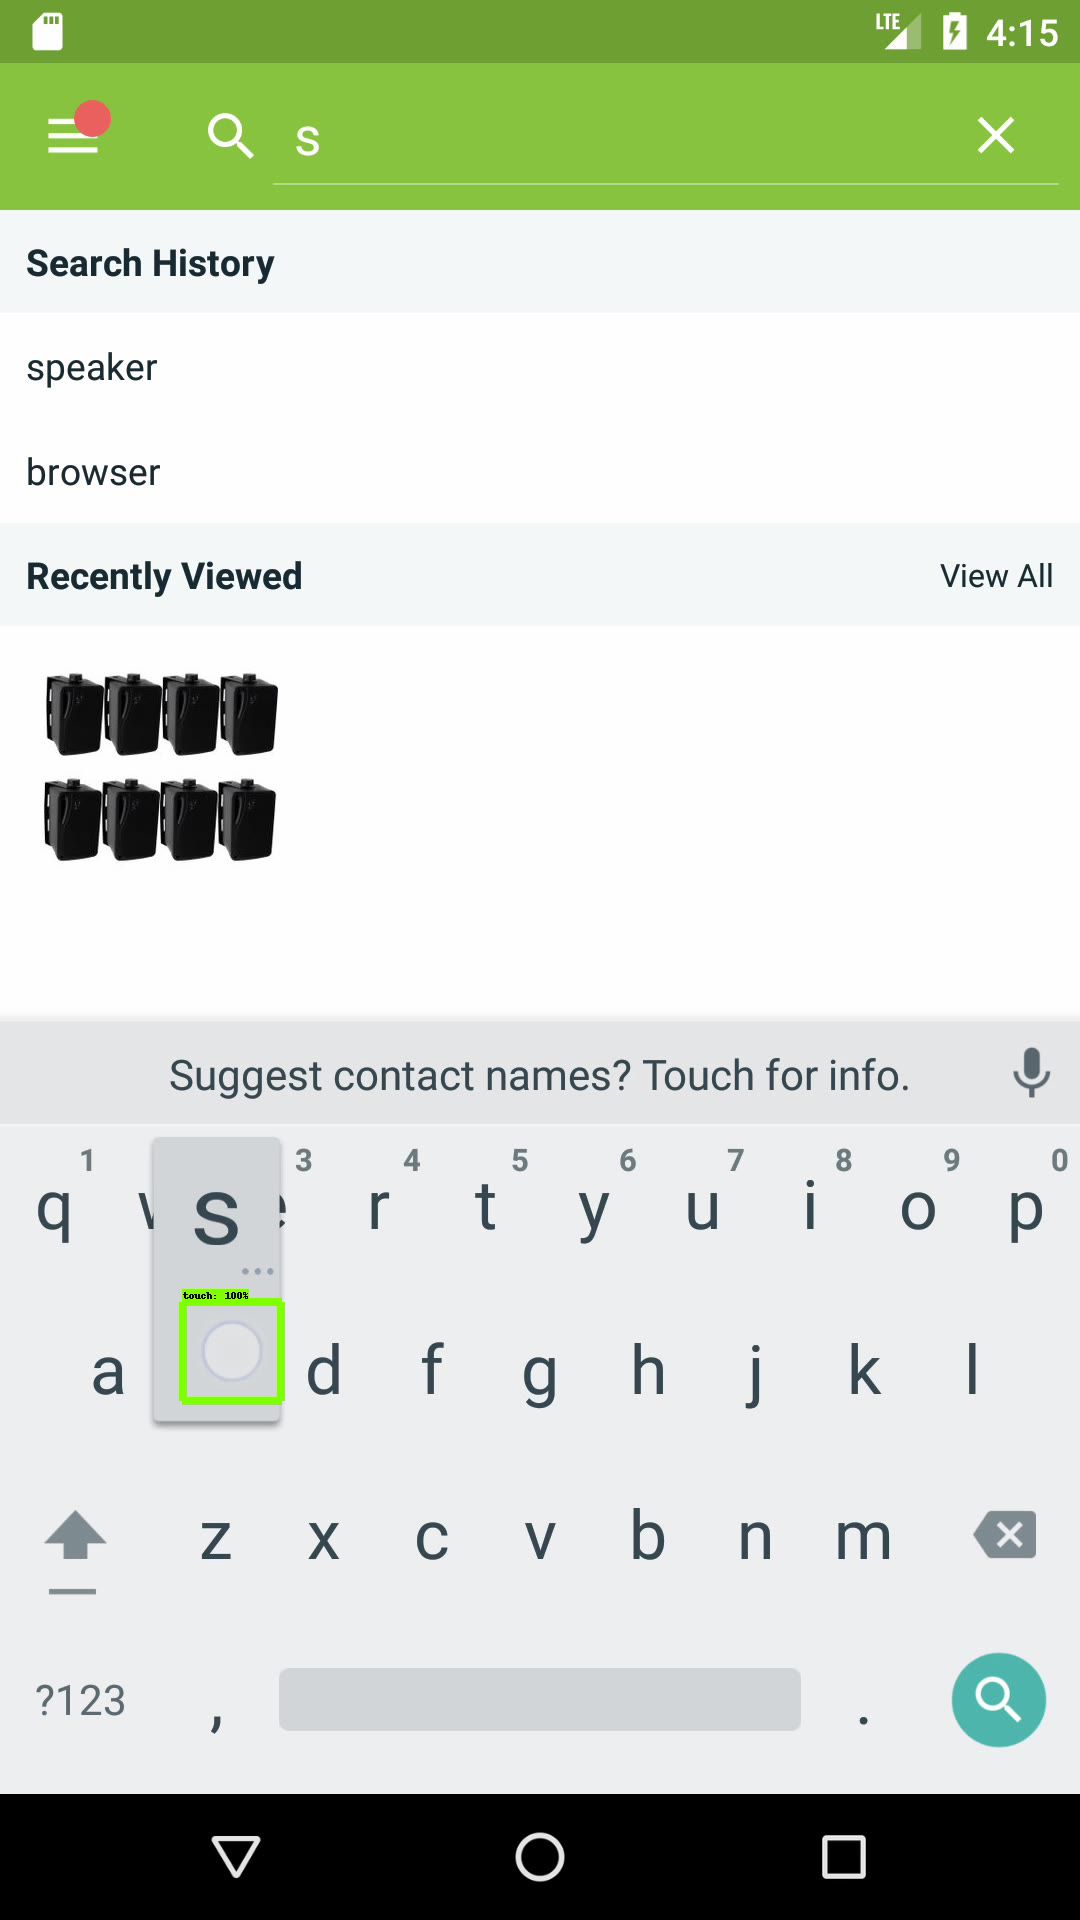 LTE 4:15
s
Search History
speaker
browser
Recently Viewed View All
Suggest contact names? Touch for info.
1 3 4 5 6 7 8 9 0
q s r t y u i o p
touch: 100%
a d f g h j k l
z x c v b n m
?123 , .